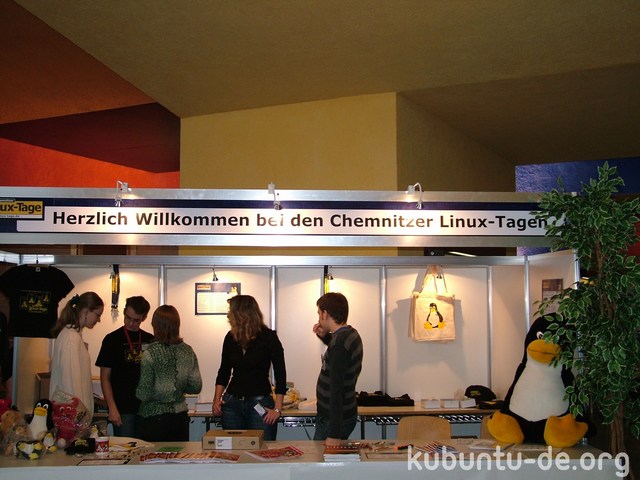 ux-Tage
Herzlich Willkommen bei den Chemnitzer Linux-Tagen
kubuntu-de.org